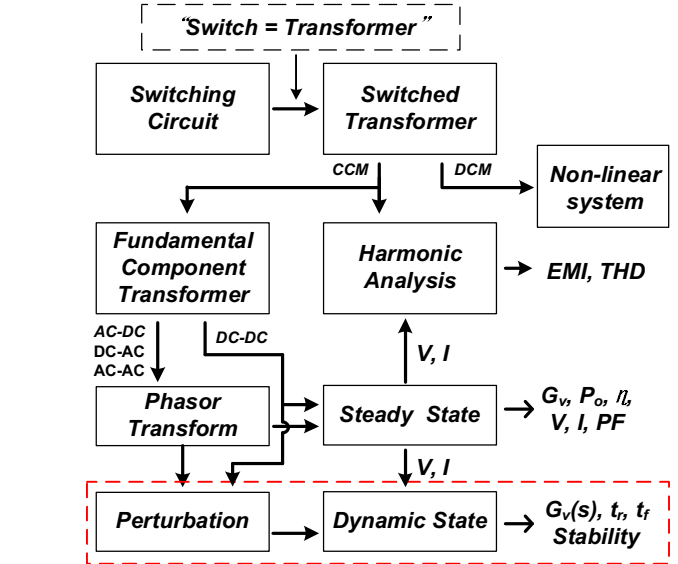 “Switch = Transformer”
Switching
Circuit
Switched
Transformer
CCM
DCM
Non-linear
system
Fundamental
Component
Transformer
Harmonic
Analysis
EMI, THD
AC-DC
DC-AC
AC-AC
DC-DC
V, I
Phasor
Transform
Steady State
Gv, Po, η,
V, I, PF
V, I
Perturbation
Dynamic State
Gv(s), tr, tf
Stability